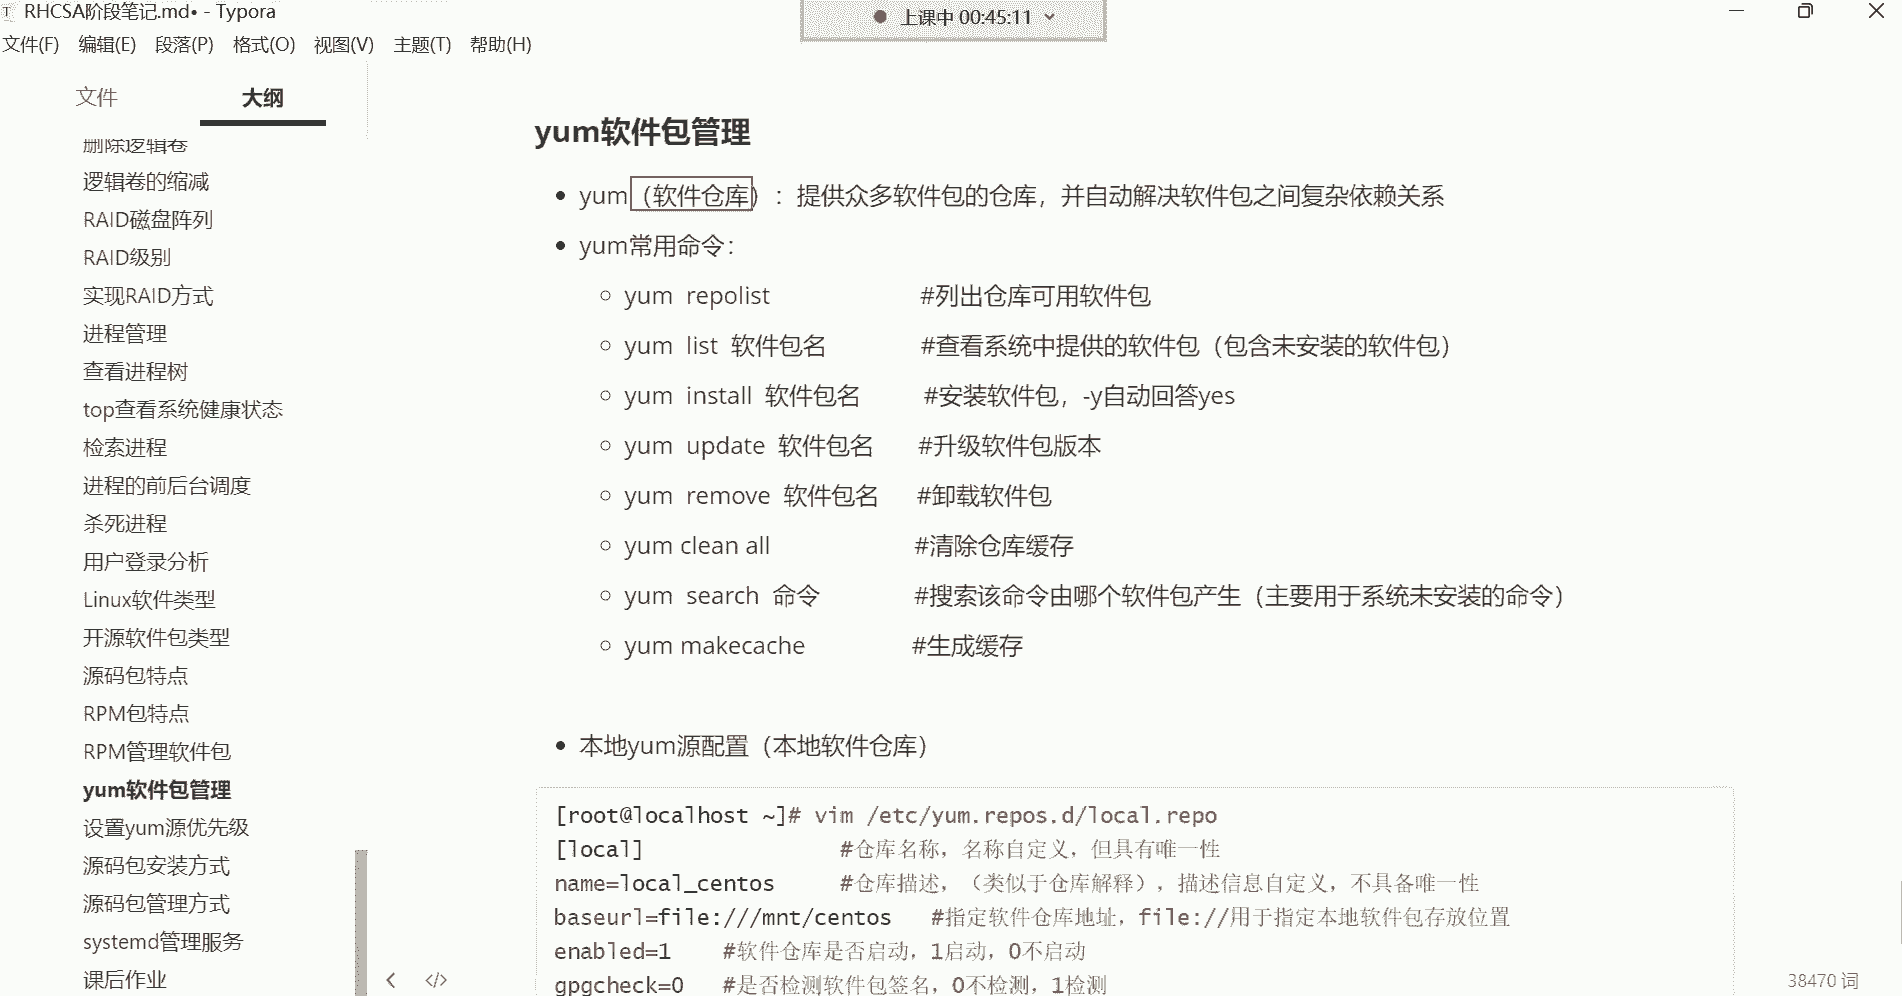 RHCSA阶段笔记.md• - Typora
上课中 00:45:11
文件(F) 编辑(E) 段落(P) 格式(O) 视图(V) 主题(T) 帮助(H)
文件 大纲
删除逻辑卷
逻辑卷的缩减
RAID磁盘阵列
RAID级别
实现RAID方式
进程管理
查看进程树
top查看系统健康状态
检索进程
进程的前后台调度
杀死进程
用户登录分析
Linux软件类型
开源软件包类型
源码包特点
RPM包特点
RPM管理软件包
yum软件包管理
设置yum源优先级
源码包安装方式
源码包管理方式
systemd管理服务
课后作业
yum软件包管理
yum（软件仓库）：提供众多软件包的仓库，并自动解决软件包之间复杂依赖关系
yum常用命令：
yum repolist #列出仓库可用软件包
yum list 软件包名 #查看系统中提供的软件包（包含未安装的软件包）
yum install 软件包名 #安装软件包，-y自动回答yes
yum update 软件包名 #升级软件包版本
yum remove 软件包名 #卸载软件包
yum clean all #清除仓库缓存
yum search 命令 #搜索该命令由哪个软件包产生（主要用于系统未安装的命令）
yum makecache #生成缓存
本地yum源配置（本地软件仓库）
[root@localhost ~]# vim /etc/yum.repos.d/local.repo
[local] #仓库名称，名称自定义，但具有唯一性
name=local_centos #仓库描述，（类似于仓库解释），描述信息自定义，不具备唯一性
baseurl=file:///mnt/centos #指定软件仓库地址，file://用于指定本地软件包存放位置
enabled=1 #软件仓库是否启动，1启动，0不启动
gpgcheck=0 #是否检测软件包签名，0不检测，1检测
38470 词